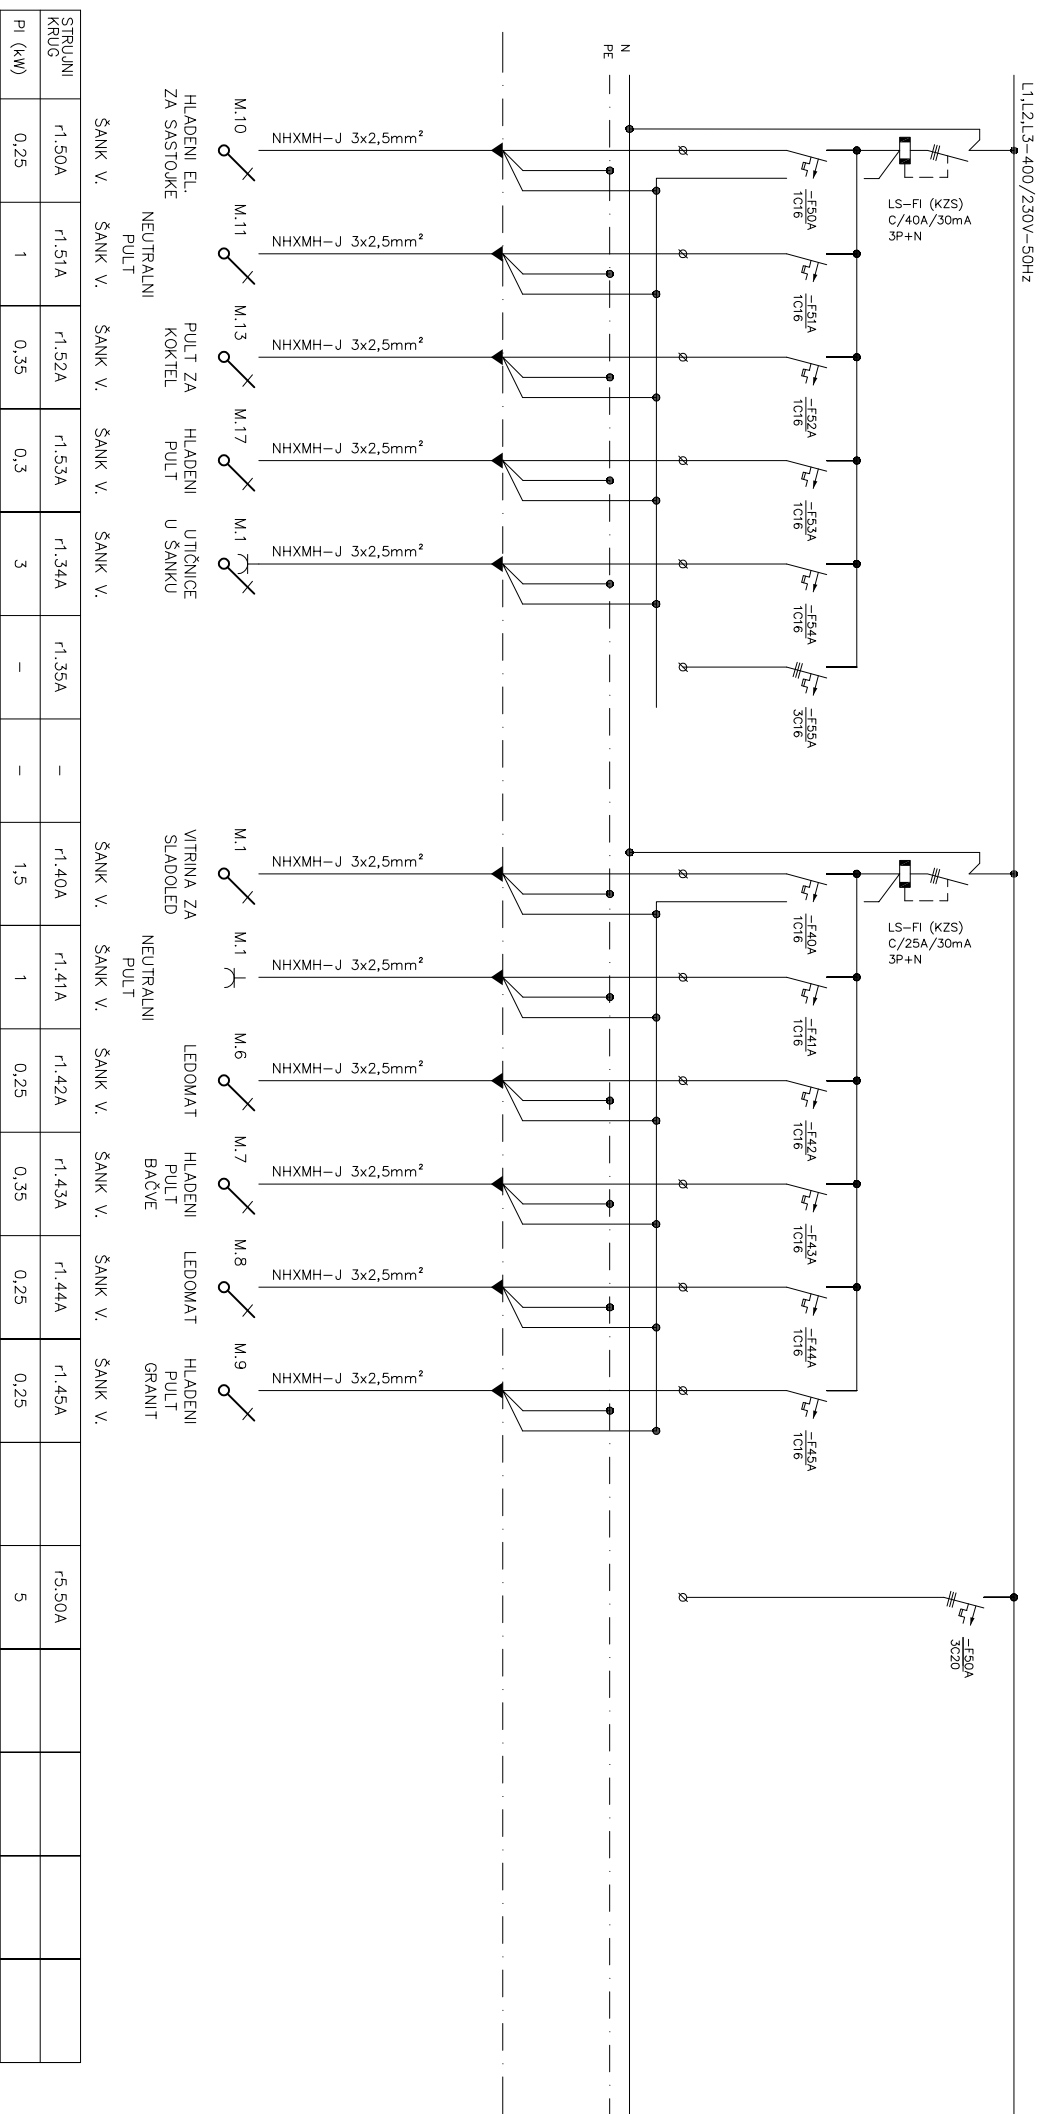 L1,L2,L3-400/230V-50Hz
N
PE
LS-FI (KZS)
C/40A/30mA
3P+N
LS-FI (KZS)
C/25A/30mA
3P+N
-F50A
1C16
-F51A
1C16
-F52A
1C16
-F53A
1C16
-F54A
1C16
-F55A
3C16
-F40A
1C16
-F41A
1C16
-F42A
1C16
-F43A
1C16
-F44A
1C16
-F45A
1C16
-F50A
3C20
NHXMH-J 3x2,5mm²
NHXMH-J 3x2,5mm²
NHXMH-J 3x2,5mm²
NHXMH-J 3x2,5mm²
NHXMH-J 3x2,5mm²
NHXMH-J 3x2,5mm²
NHXMH-J 3x2,5mm²
NHXMH-J 3x2,5mm²
NHXMH-J 3x2,5mm²
NHXMH-J 3x2,5mm²
NHXMH-J 3x2,5mm²
M.10
HLAĐENI EL.
ZA SASTOJKE
ŠANK V.
M.11
NEUTRALNI
PULT
ŠANK V.
M.13
PULT ZA
KOKTEL
ŠANK V.
M.17
HLAĐENI
PULT
ŠANK V.
M.1
UTIČNICE
U ŠANKU
ŠANK V.
M.1
VITRINA ZA
SLADOLED
ŠANK V.
M.1
NEUTRALNI
PULT
ŠANK V.
M.6
LEDOMAT
ŠANK V.
M.7
HLAĐENI
PULT
BAČVE
ŠANK V.
M.8
LEDOMAT
ŠANK V.
M.9
HLAĐENI
PULT
GRANIT
ŠANK V.
STRUJNI
KRUG
r1.50A
r1.51A
r1.52A
r1.53A
r1.34A
r1.35A
-
r1.40A
r1.41A
r1.42A
r1.43A
r1.44A
r1.45A
r5.50A
Pi (kW)
0,25
1
0,35
0,3
3
-
-
1,5
1
0,25
0,35
0,25
0,25
5